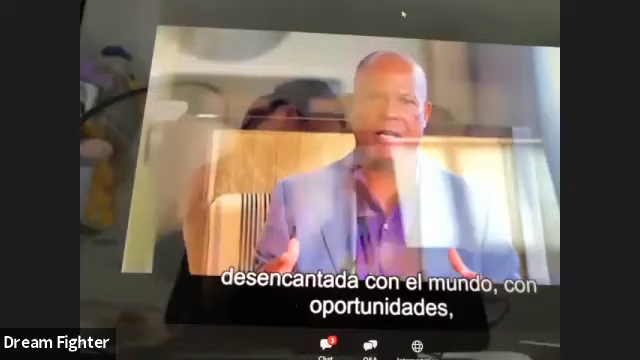 desencantada con el mundo, con
oportunidades,
Dream Fighter
Chat
Q&A